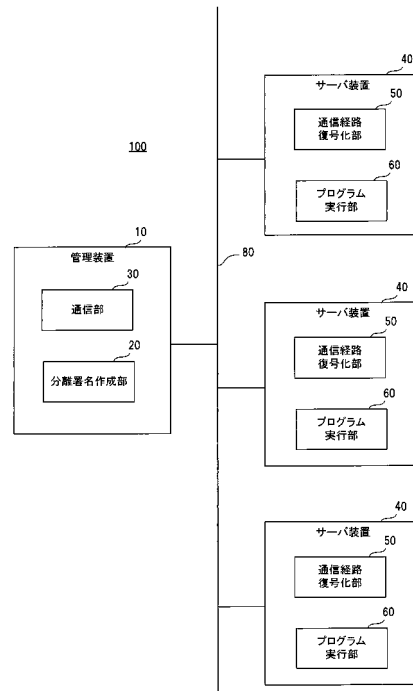 100
10
管理装置
30
通信部
20
分離署名作成部
80
40
サーバ装置
50
通信経路
復号化部
60
プログラム
実行部
40
サーバ装置
50
通信経路
復号化部
60
プログラム
実行部
40
サーバ装置
50
通信経路
復号化部
60
プログラム
実行部